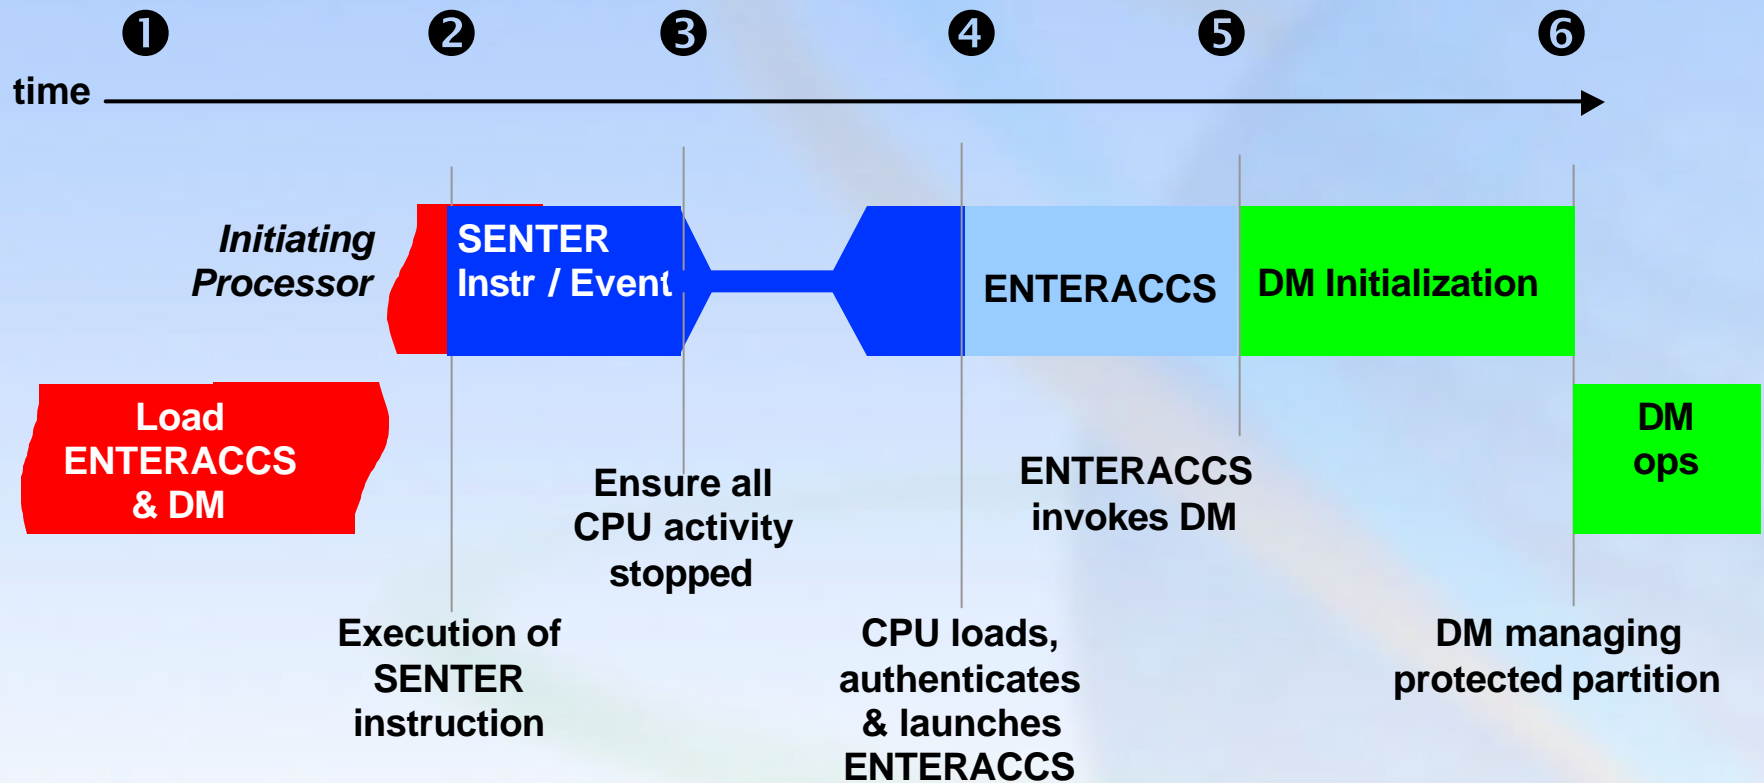 ❶ ❷ ❸ ❹ ❺ ❻
time
Initiating
Processor
SENTER
Instr / Event
ENTERACCS
DM Initialization
Load
ENTERACCS
& DM
DM
ops
Ensure all
CPU activity
stopped
ENTERACCS
invokes DM
Execution of
SENTER
instruction
CPU loads,
authenticates
& launches
ENTERACCS
DM managing
protected partition